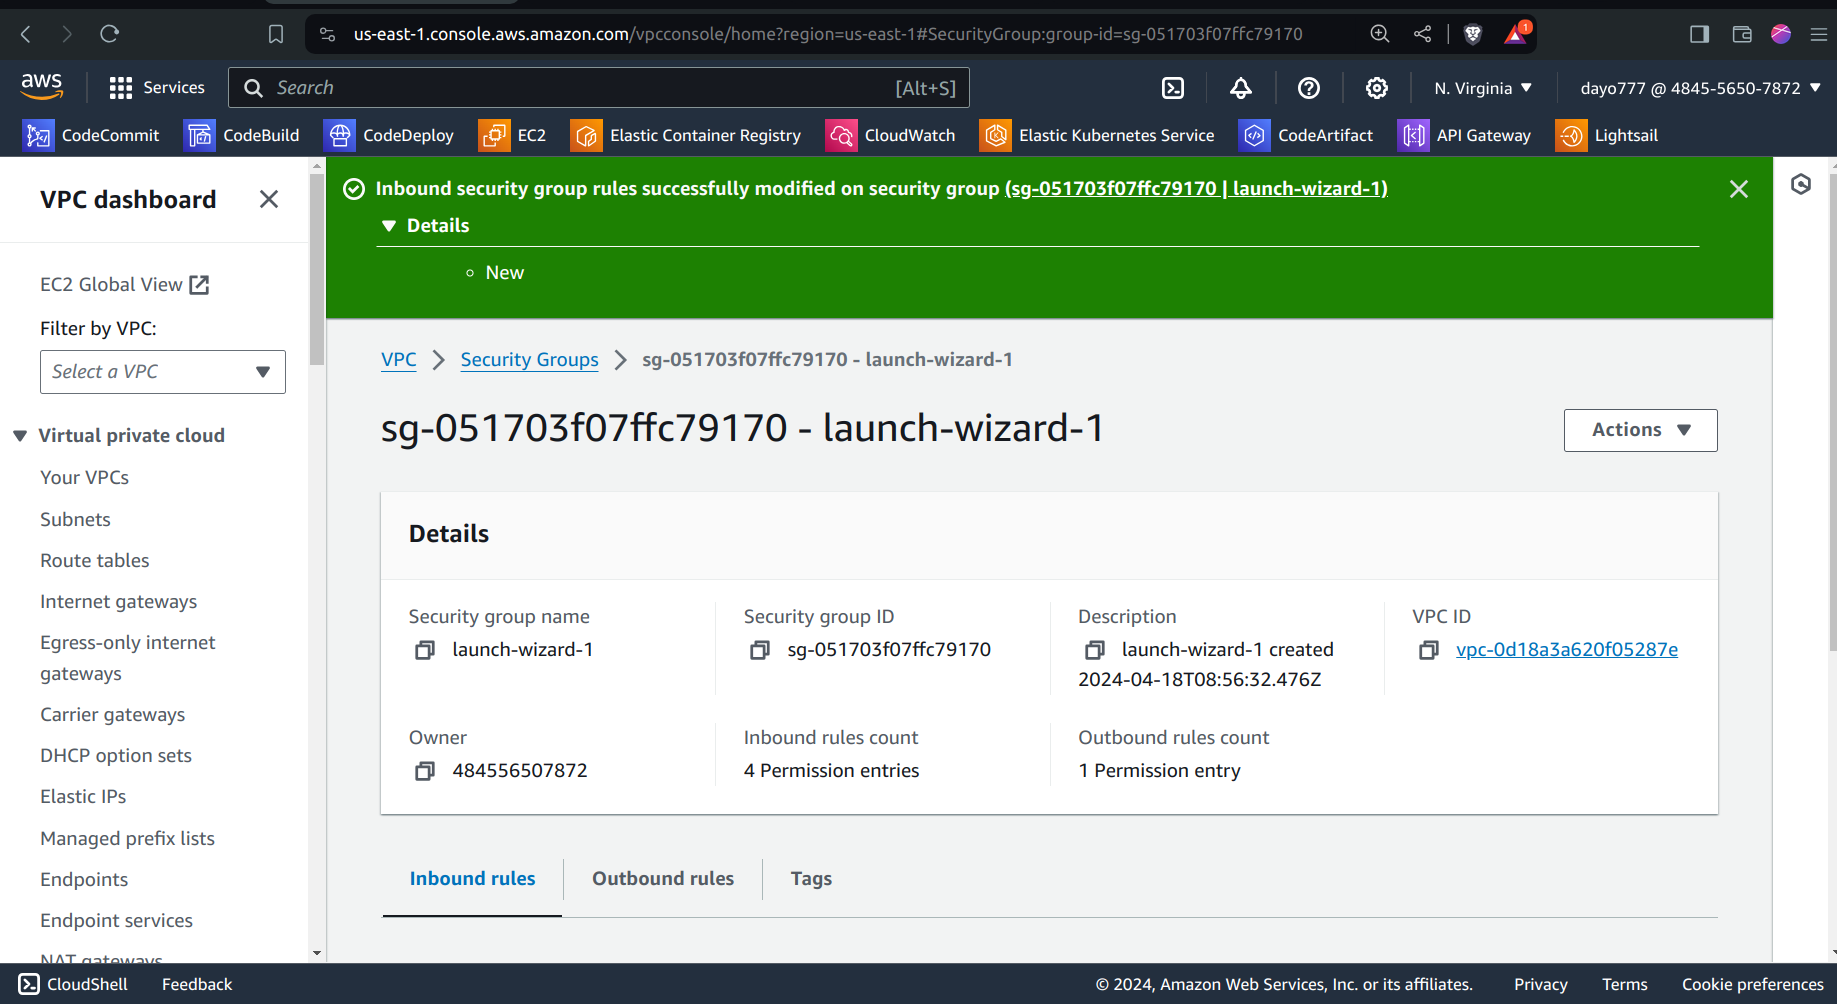 us-east-1.console.aws.amazon.com/vpcconsole/home?region=us-east-1#SecurityGroup:group-id=sg-051703f07ffc79170
1
aws
Services
Search
[Alt+S]
N. Virginia
dayo777 @ 4845-5650-7872
CodeCommit
CodeBuild
CodeDeploy
EC2
Elastic Container Registry
CloudWatch
Elastic Kubernetes Service
CodeArtifact
API Gateway
Lightsail
VPC dashboard
EC2 Global View
Filter by VPC:
Select a VPC
Virtual private cloud
Your VPCs
Subnets
Route tables
Internet gateways
Egress-only internet
gateways
Carrier gateways
DHCP option sets
Elastic IPs
Managed prefix lists
Endpoints
Endpoint services
NAT gateways
Inbound security group rules successfully modified on security group (sg-051703f07ffc79170 | launch-wizard-1)
Details
New
VPC
Security Groups
sg-051703f07ffc79170 - launch-wizard-1
sg-051703f07ffc79170 - launch-wizard-1
Actions
Details
Security group name
launch-wizard-1
Security group ID
sg-051703f07ffc79170
Description
launch-wizard-1 created
2024-04-18T08:56:32.476Z
VPC ID
vpc-0d18a3a620f05287e
Owner
484556507872
Inbound rules count
4 Permission entries
Outbound rules count
1 Permission entry
Inbound rules
Outbound rules
Tags
CloudShell
Feedback
© 2024, Amazon Web Services, Inc. or its affiliates.
Privacy
Terms
Cookie preferences